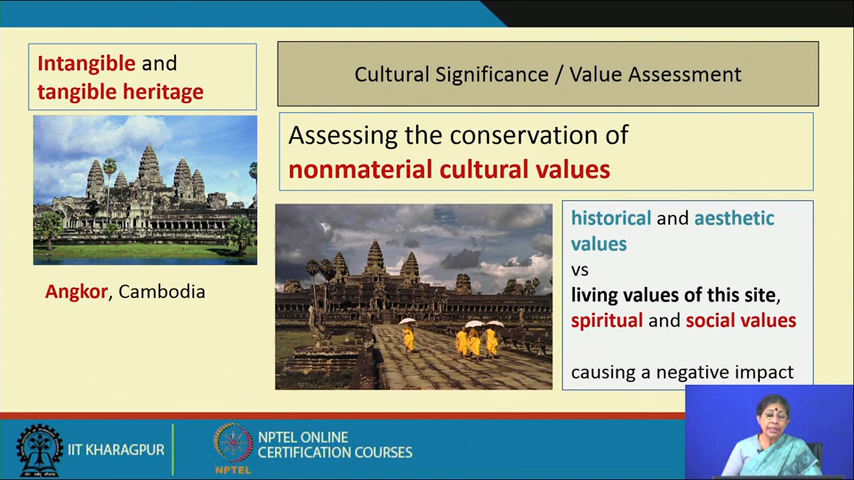 Intangible and
tangible heritage
Cultural Significance / Value Assessment
Assessing the conservation of
nonmaterial cultural values
Angkor, Cambodia
historical and aesthetic
values
vs
living values of this site,
spiritual and social values
causing a negative impact
IIT KHARAGPUR
NPTEL
NPTEL ONLINE
CERTIFICATION COURSES